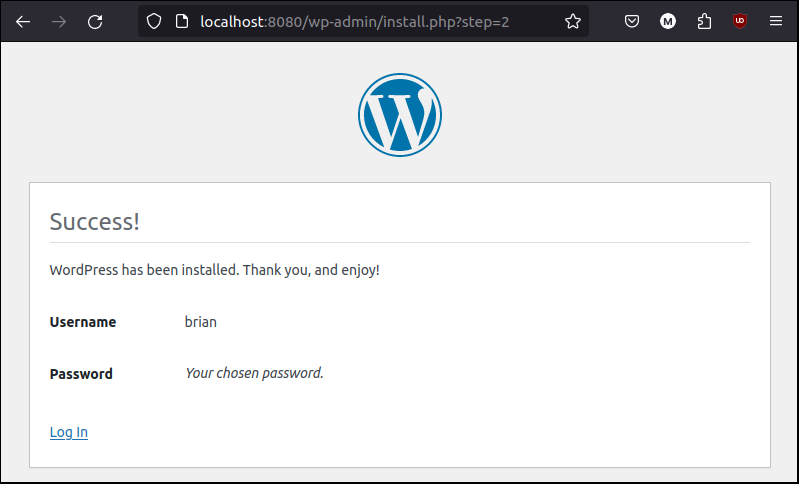 localhost:8080/wp-admin/install.php?step=2
Success!
WordPress has been installed. Thank you, and enjoy!
Username brian
Password Your chosen password.
Log In